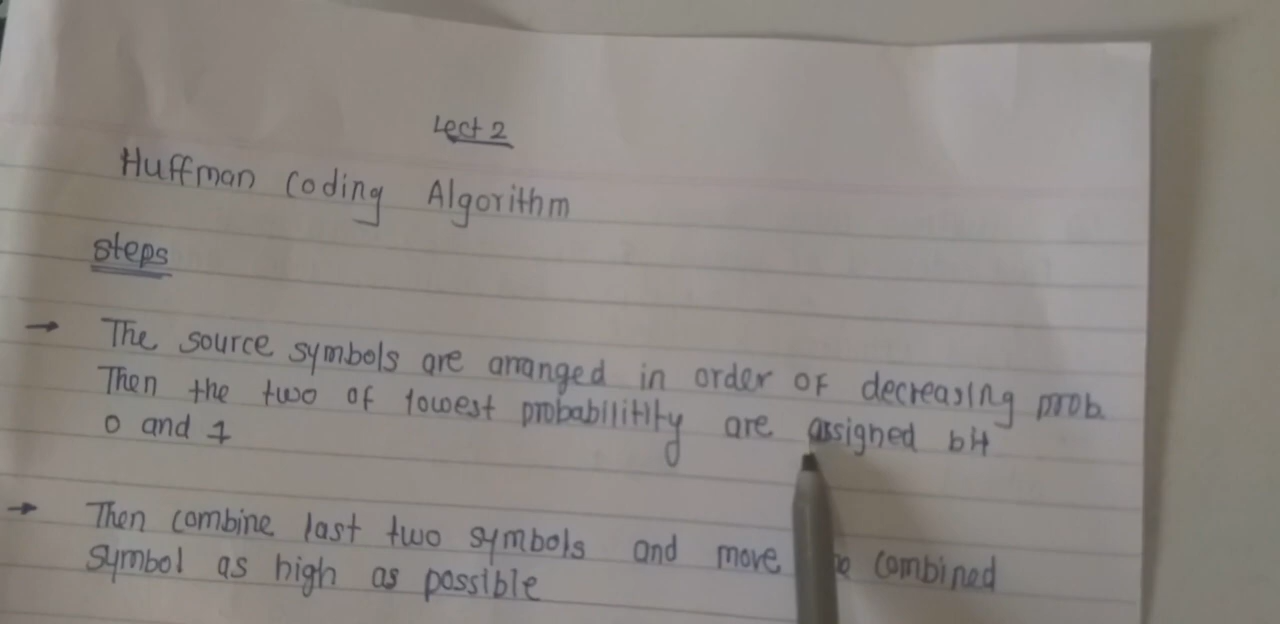 Lect 2
Huffman Coding Algorithm
steps
→ The source symbols are arranged in order of decreasing prob.
Then the two of lowest probabilitity are assigned bit
0 and 1
→ Then combine last two symbols and move combined
symbol as high as possible